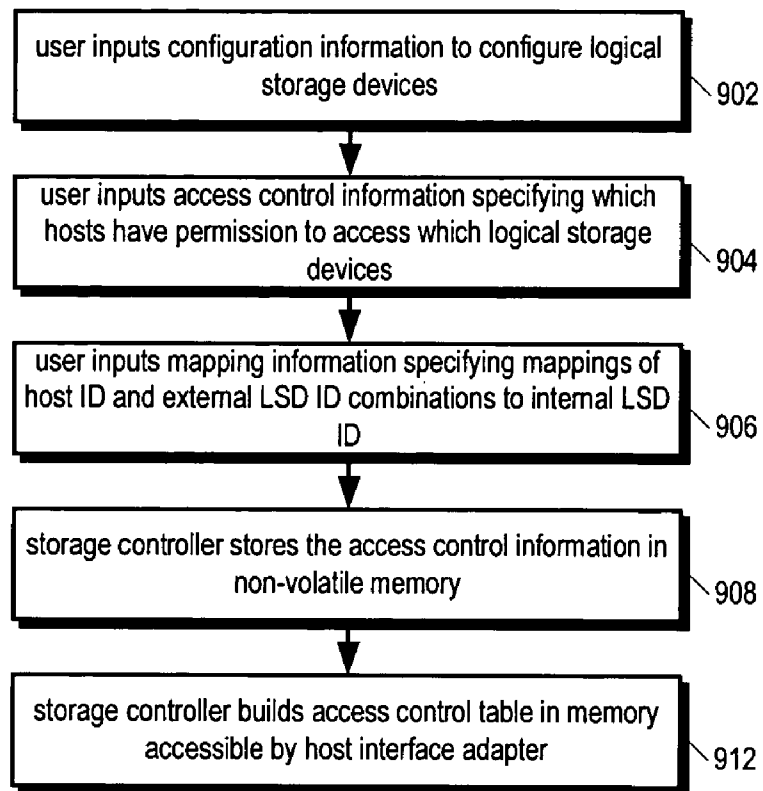 user inputs configuration information to configure logical
storage devices
902
user inputs access control information specifying which
hosts have permission to access which logical storage
devices
904
user inputs mapping information specifying mappings of
host ID and external LSD ID combinations to internal LSD
ID
906
storage controller stores the access control information in
non-volatile memory
908
storage controller builds access control table in memory
accessible by host interface adapter
912